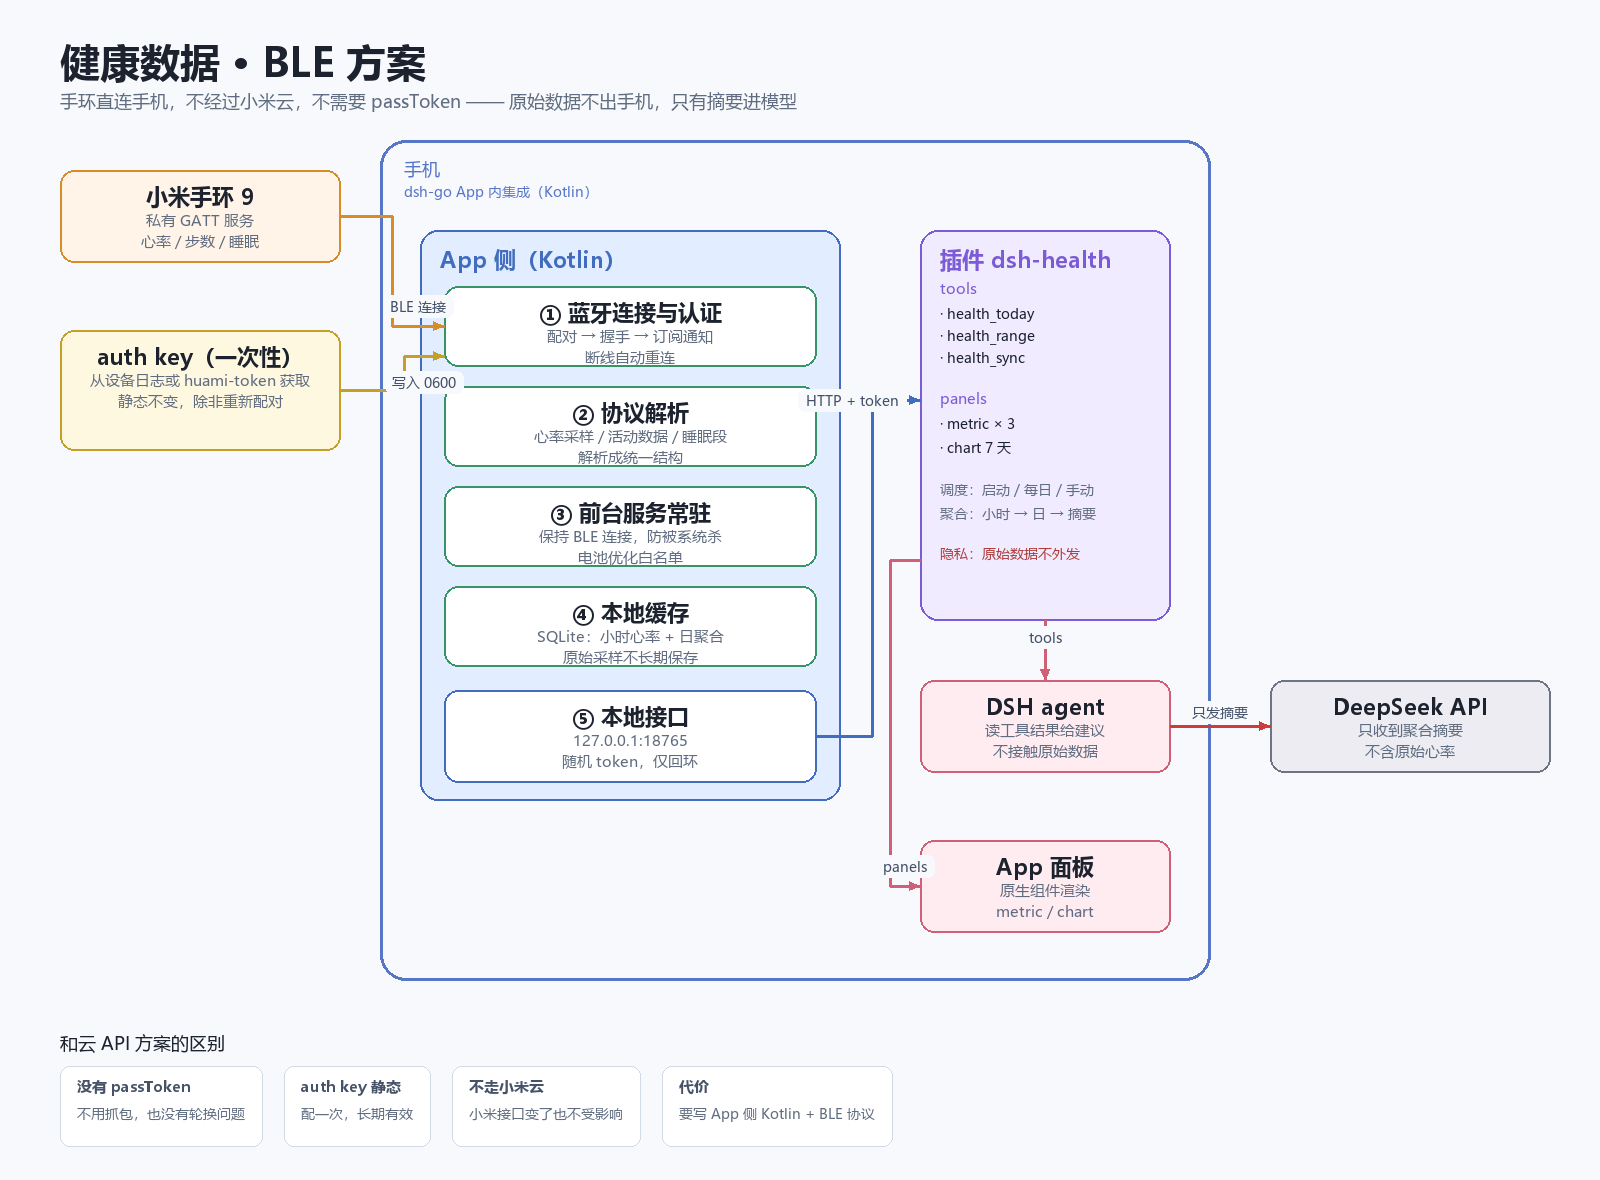 健康数据 • BLE 方案
手环直连手机，不经过小米云，不需要 passToken —— 原始数据不出手机，只有摘要进模型
小米手环 9
私有 GATT 服务
心率 / 步数 / 睡眠
auth key（一次性）
从设备日志或 huami-token 获取
静态不变，除非重新配对
手机
dsh-go App 内集成（Kotlin）
App 侧（Kotlin）
BLE 连接
写入 0600
① 蓝牙连接与认证
配对 → 握手 → 订阅通知
断线自动重连
② 协议解析
心率采样 / 活动数据 / 睡眠段
解析成统一结构
③ 前台服务常驻
保持 BLE 连接，防被系统杀
电池优化白名单
④ 本地缓存
SQLite：小时心率 + 日聚合
原始采样不长期保存
⑤ 本地接口
127.0.0.1:18765
随机 token，仅回环
HTTP + token
插件 dsh-health
tools
· health_today
· health_range
· health_sync
panels
· metric × 3
· chart 7 天
调度：启动 / 每日 / 手动
聚合：小时 → 日 → 摘要
隐私：原始数据不外发
tools
DSH agent
读工具结果给建议
不接触原始数据
只发摘要
DeepSeek API
只收到聚合摘要
不含原始心率
panels
App 面板
原生组件渲染
metric / chart
和云 API 方案的区别
没有 passToken
不用抓包，也没有轮换问题
auth key 静态
配一次，长期有效
不走小米云
小米接口变了也不受影响
代价
要写 App 侧 Kotlin + BLE 协议